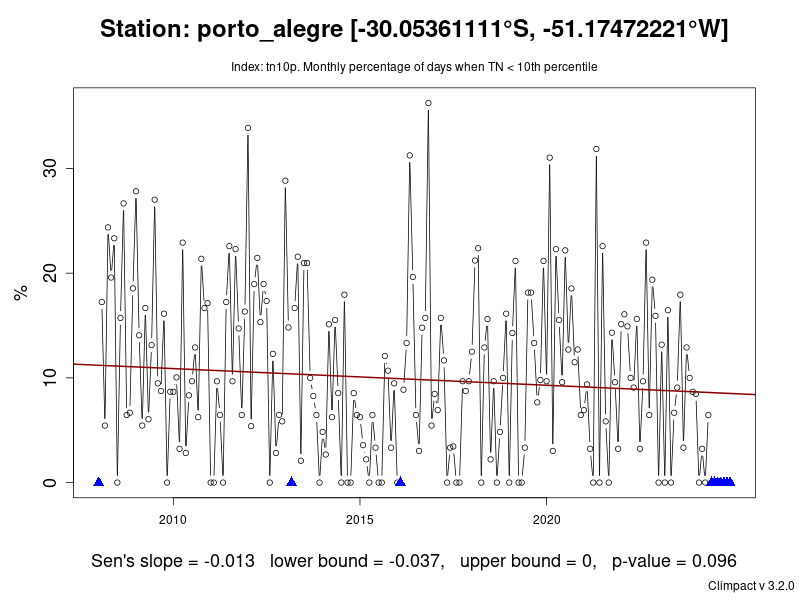 Station: porto_alegre [-30.05361111°S, -51.17472221°W]
Index: tn10p. Monthly percentage of days when TN < 10th percentile
%
30
20
10
0
2010 2015 2020
Sen's slope = -0.013 lower bound = -0.037, upper bound = 0, p-value = 0.096
Climpact v 3.2.0